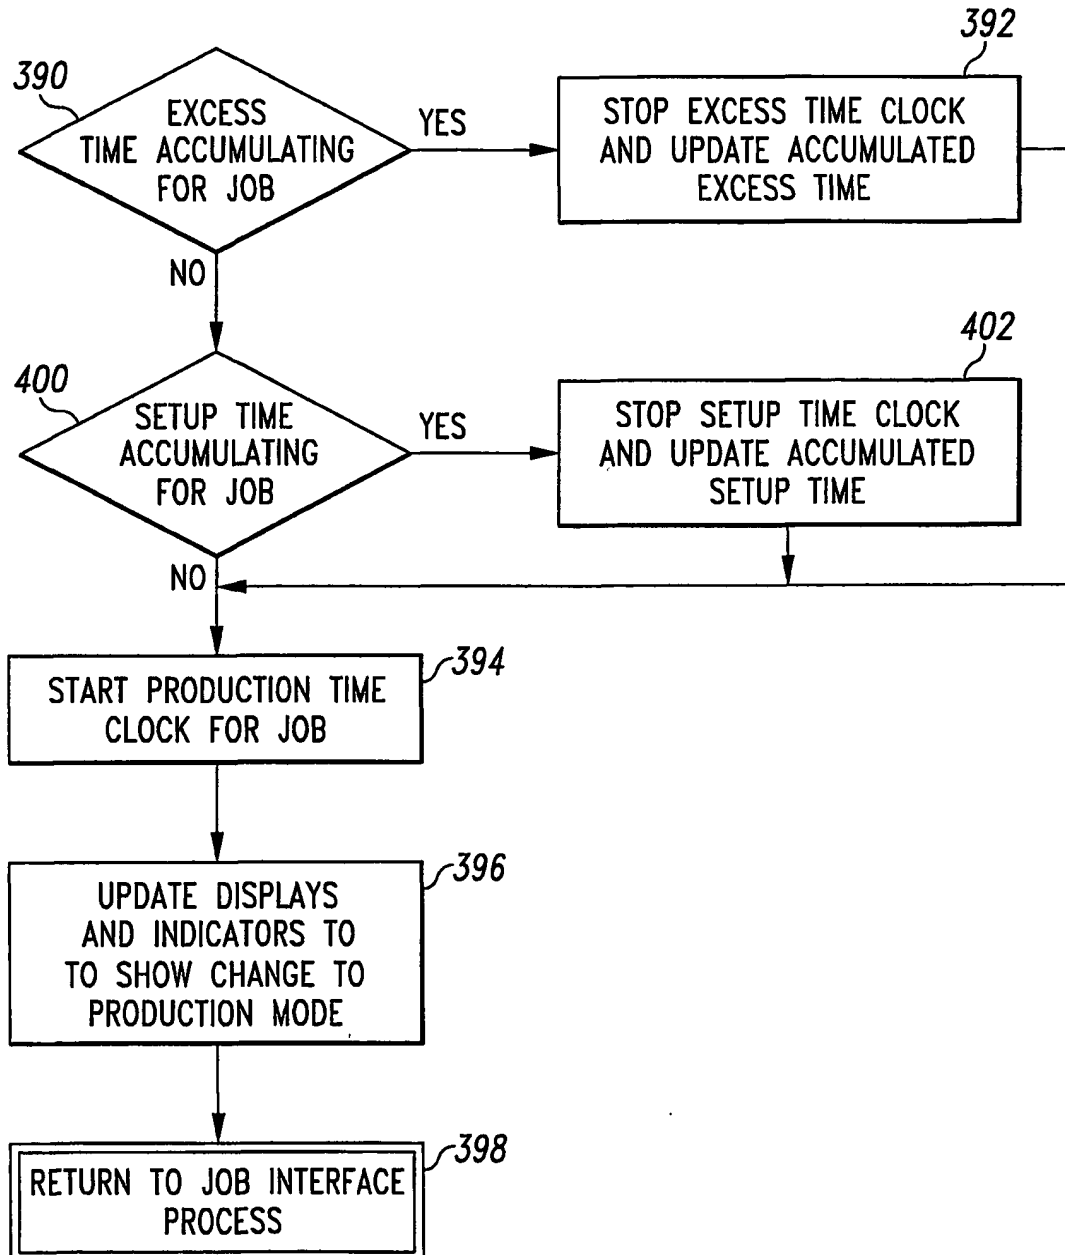 392
390
EXCESS
TIME ACCUMULATING
FOR JOB
YES
STOP EXCESS TIME CLOCK
AND UPDATE ACCUMULATED
EXCESS TIME
NO
402
400
SETUP TIME
ACCUMULATING
FOR JOB
YES
STOP SETUP TIME CLOCK
AND UPDATE ACCUMULATED
SETUP TIME
NO
394
START PRODUCTION TIME
CLOCK FOR JOB
396
UPDATE DISPLAYS
AND INDICATORS TO
TO SHOW CHANGE TO
PRODUCTION MODE
398
RETURN TO JOB INTERFACE
PROCESS